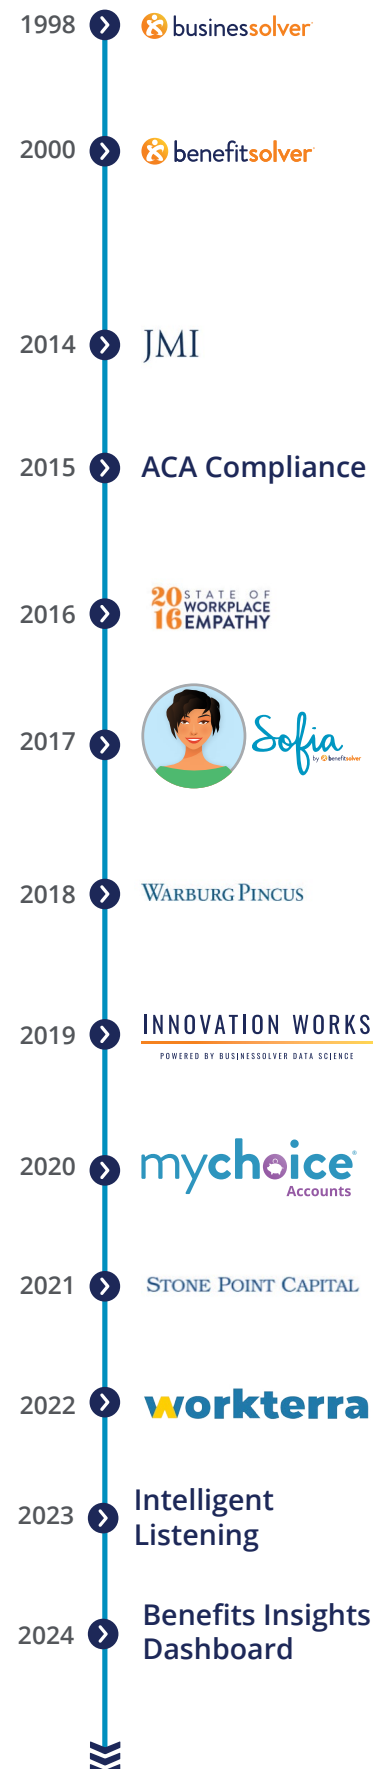 1998
businessolver
2000
benefitsolver
2014
JMI
2015
ACA Compliance
2016
2016 STATE OF
WORKPLACE
EMPATHY
2017
Sofia
by benefitsolver
2018
WARBURG PINCUS
2019
INNOVATION WORKS
POWERED BY BUSINESSOLVER DATA SCIENCE
2020
mychoice®
Accounts
2021
STONE POINT CAPITAL
2022
workterra
2023
Intelligent
Listening
2024
Benefits Insights
Dashboard